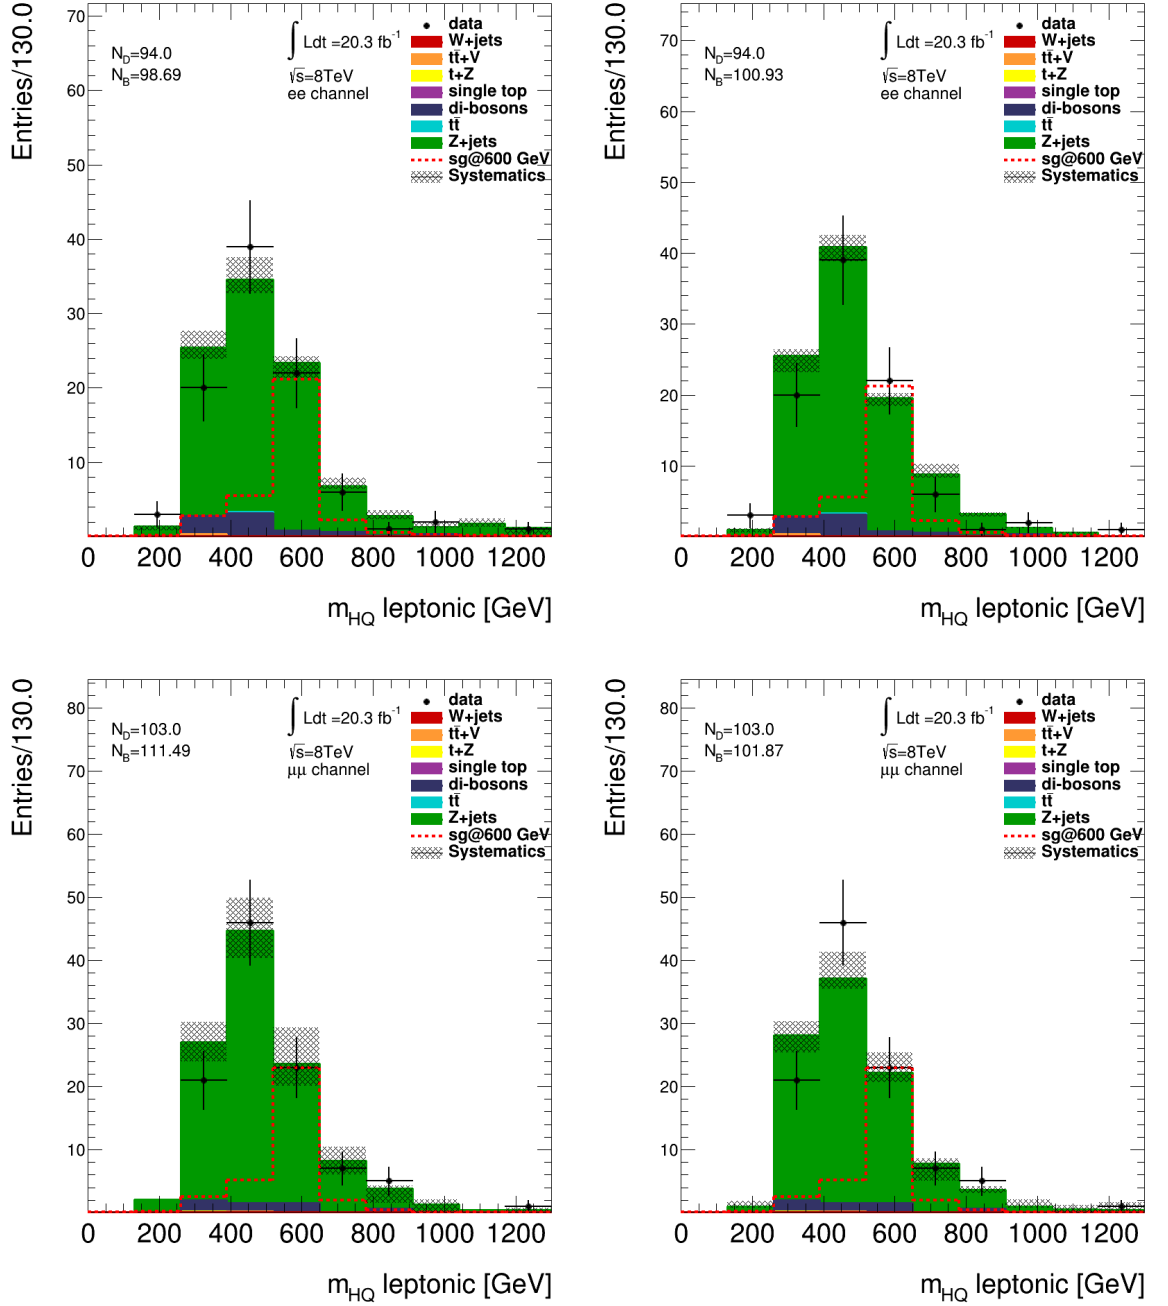 Entries/130.0
70
60
50
40
30
20
10
N_D=94.0
N_B=98.69
∫ Ldt =20.3 fb^-1
√s=8TeV
ee channel
data
W+jets
tt̄+V
t+Z
single top
di-bosons
tt̄
Z+jets
sg@600 GeV
Systematics
0 200 400 600 800 1000 1200
m_HQ leptonic [GeV]
Entries/130.0
70
60
50
40
30
20
10
N_D=94.0
N_B=100.93
∫ Ldt =20.3 fb^-1
√s=8TeV
ee channel
data
W+jets
tt̄+V
t+Z
single top
di-bosons
tt̄
Z+jets
sg@600 GeV
Systematics
0 200 400 600 800 1000 1200
m_HQ leptonic [GeV]
Entries/130.0
80
70
60
50
40
30
20
10
N_D=103.0
N_B=111.49
∫ Ldt =20.3 fb^-1
√s=8TeV
μμ channel
data
W+jets
tt̄+V
t+Z
single top
di-bosons
tt̄
Z+jets
sg@600 GeV
Systematics
0 200 400 600 800 1000 1200
m_HQ leptonic [GeV]
Entries/130.0
80
70
60
50
40
30
20
10
N_D=103.0
N_B=101.87
∫ Ldt =20.3 fb^-1
√s=8TeV
μμ channel
data
W+jets
tt̄+V
t+Z
single top
di-bosons
tt̄
Z+jets
sg@600 GeV
Systematics
0 200 400 600 800 1000 1200
m_HQ leptonic [GeV]